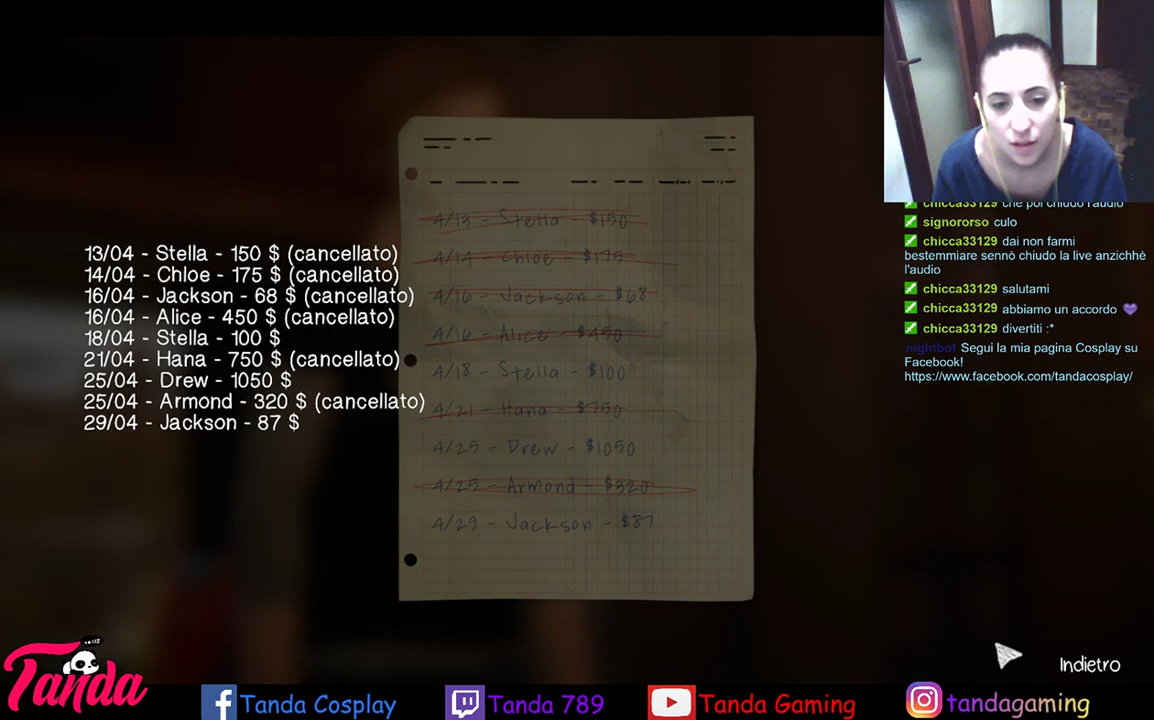 13/04 - Stella - 150 $ (cancellato)
14/04 - Chloe - 175 $ (cancellato)
16/04 - Jackson - 68 $ (cancellato)
16/04 - Alice - 450 $ (cancellato)
18/04 - Stella - 100 $
21/04 - Hana - 750 $ (cancellato)
25/04 - Drew - 1050 $
25/04 - Armond - 320 $ (cancellato)
29/04 - Jackson - 87 $
4/13 - Stella - $150
4/14 - Chloe - $175
4/16 - Jackson - $68
4/16 - Alice - $450
4/18 - Stella - $100
4/21 - Hana - $750
4/25 - Drew - $1050
4/25 - Armond - $320
4/29 - Jackson - $87
chicca33129 che poi chiudo l'audio
signororso culo
chicca33129 dai non farmi
bestemmiare sennò chiudo la live anzichhè
l'audio
chicca33129 salutami
chicca33129 abbiamo un accordo
chicca33129 divertiti :*
nightbot Segui la mia pagina Cosplay su
Facebook!
https://www.facebook.com/tandacosplay/
Indietro
Tanda
Tanda Cosplay
Tanda 789
Tanda Gaming
tandagaming